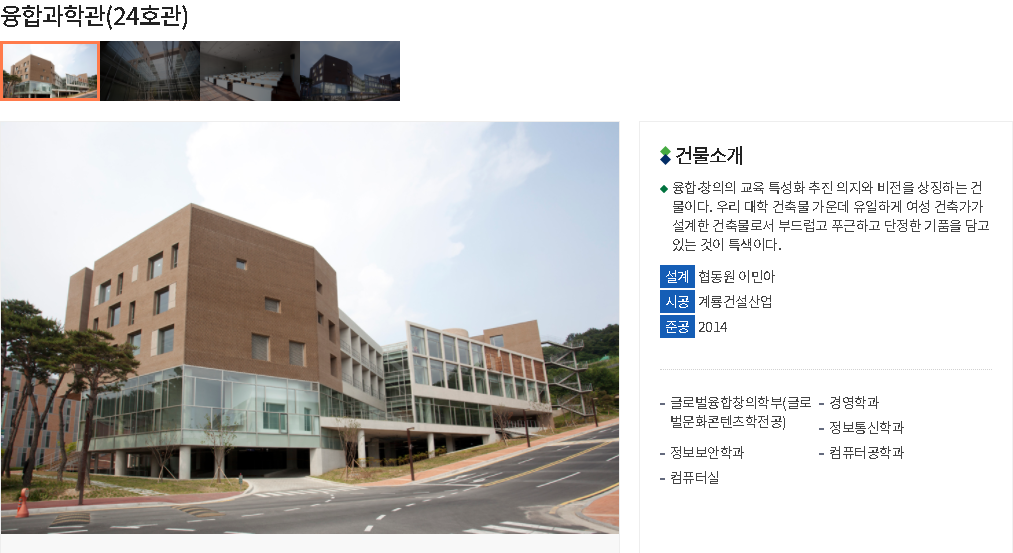 융합과학관(24호관)
건물소개
융합·창의의 교육 특성화 추진 의지와 비전을 상징하는 건
물이다. 우리 대학 건축물 가운데 유일하게 여성 건축가가
설계한 건축물로서 부드럽고 푸근하고 단정한 기품을 담고
있는 것이 특색이다.
설계 협동원 이민아
시공 계룡건설산업
준공 2014
- 글로벌융합창의학부(글로
벌문화콘텐츠학전공)
- 경영학과
- 정보통신학과
- 정보보안학과
- 컴퓨터공학과
- 컴퓨터실